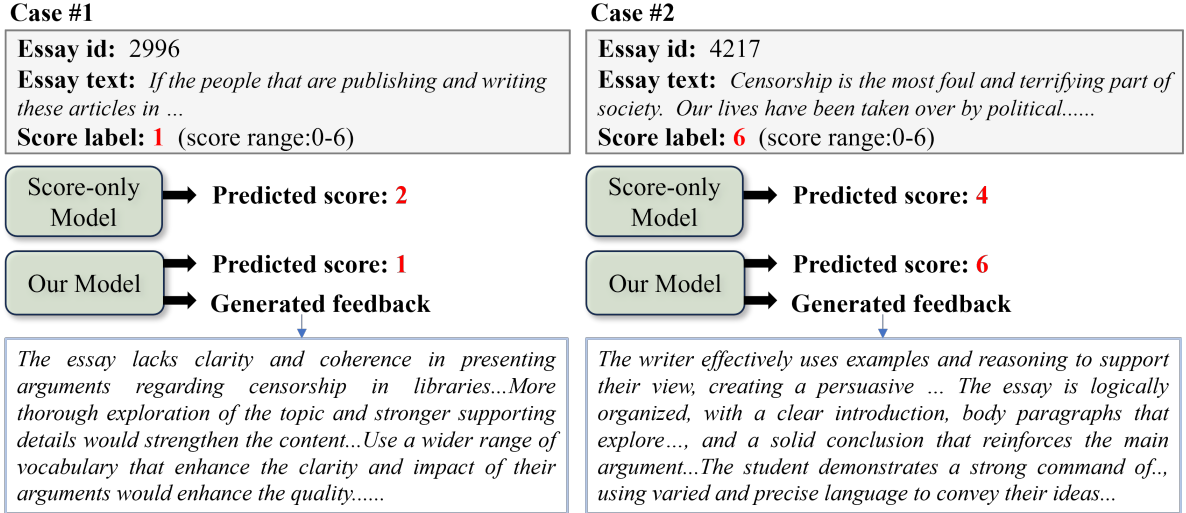 Case #1
Essay id: 2996
Essay text: If the people that are publishing and writing
these articles in …
Score label: 1 (score range:0-6)
Score-only
Model
Predicted score: 2
Our Model
Predicted score: 1
Generated feedback
The essay lacks clarity and coherence in presenting
arguments regarding censorship in libraries...More
thorough exploration of the topic and stronger supporting
details would strengthen the content...Use a wider range of
vocabulary that enhance the clarity and impact of their
arguments would enhance the quality......
Case #2
Essay id: 4217
Essay text: Censorship is the most foul and terrifying part of
society. Our lives have been taken over by political......
Score label: 6 (score range:0-6)
Score-only
Model
Predicted score: 4
Our Model
Predicted score: 6
Generated feedback
The writer effectively uses examples and reasoning to support
their view, creating a persuasive … The essay is logically
organized, with a clear introduction, body paragraphs that
explore…, and a solid conclusion that reinforces the main
argument...The student demonstrates a strong command of..,
using varied and precise language to convey their ideas...